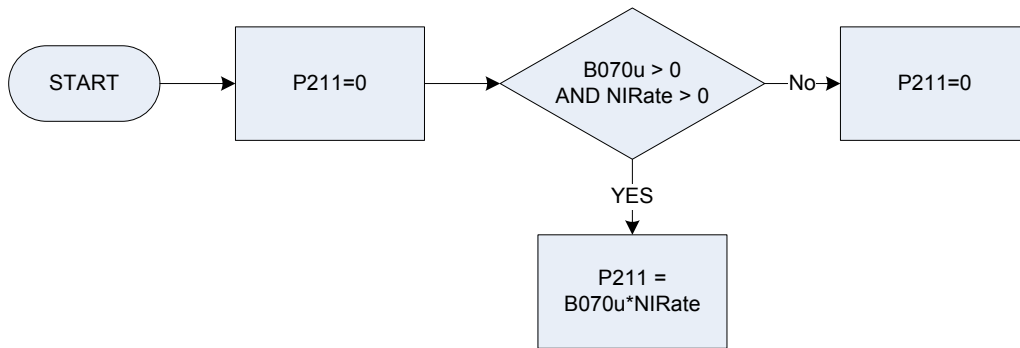 START
P211=0
B070u > 0
AND NIRate > 0
No
P211=0
YES
P211 =
B070u*NIRate